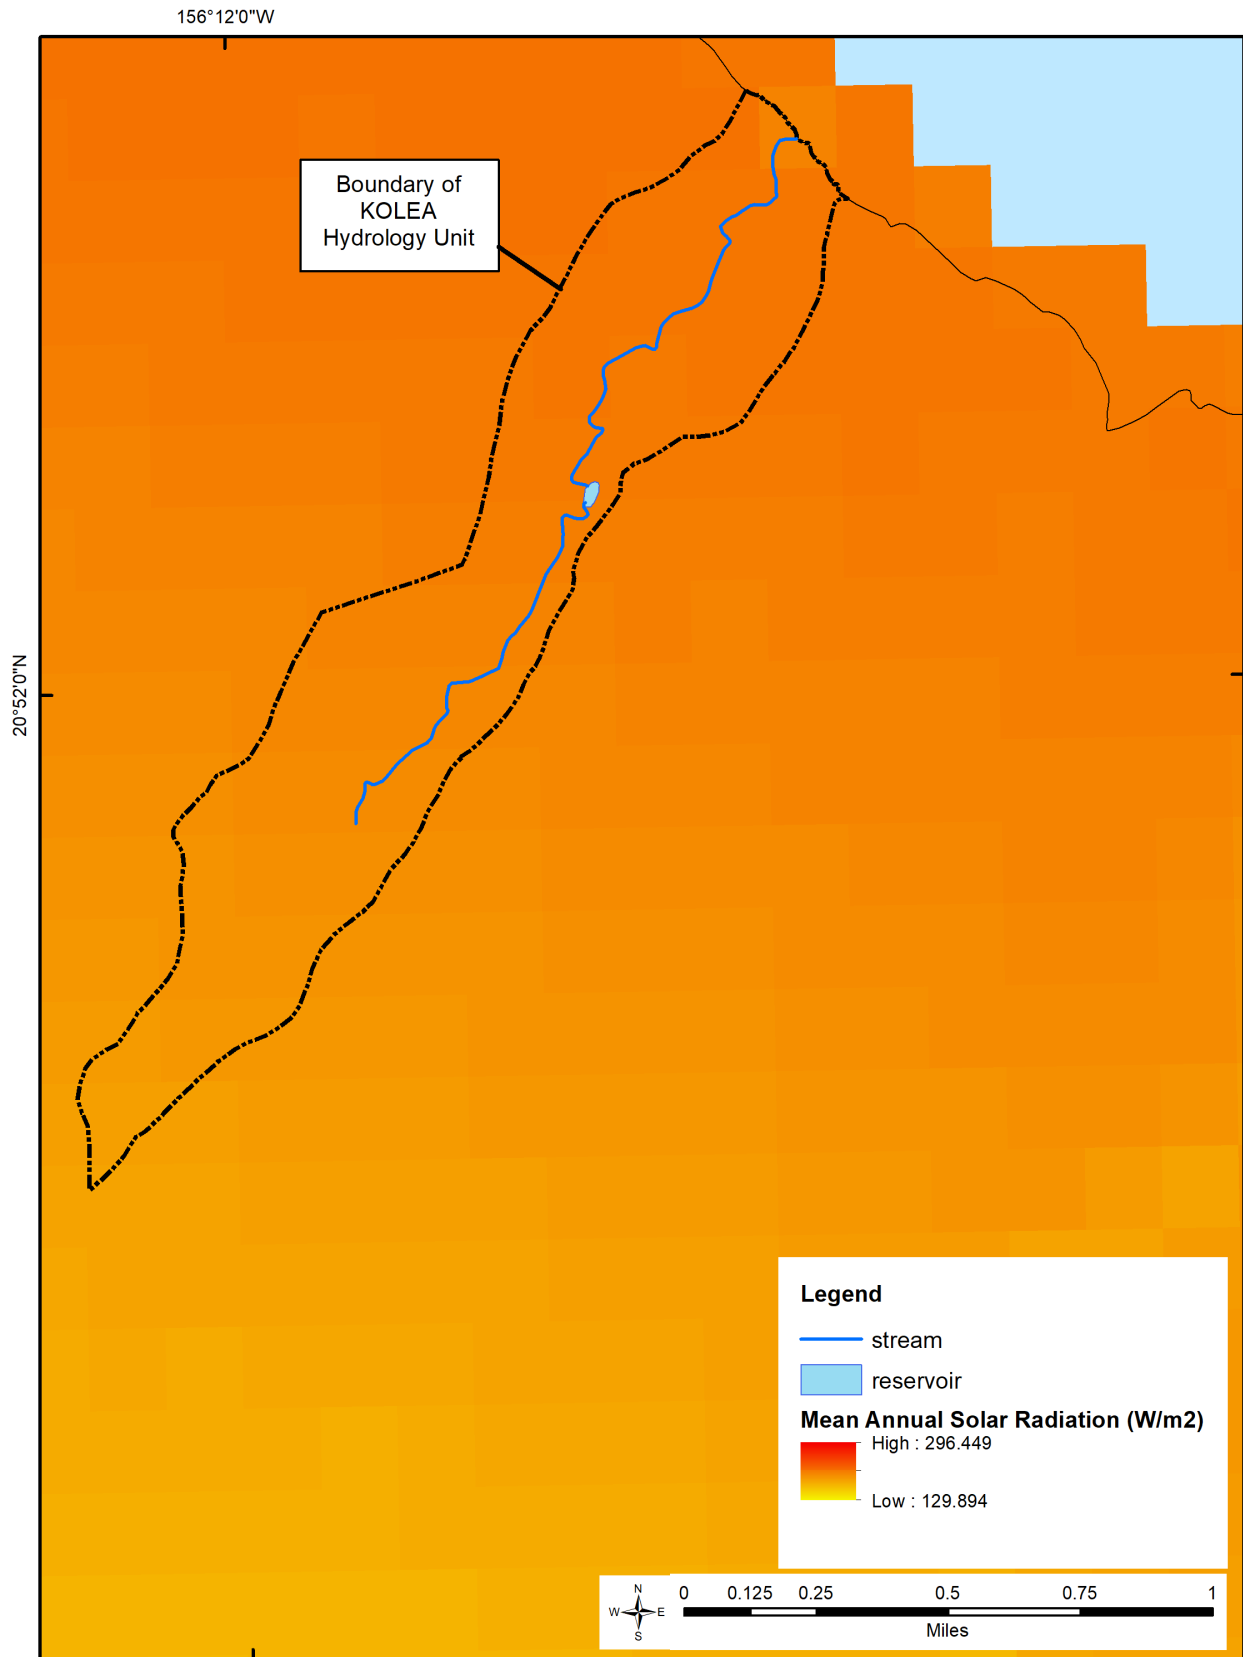 156°12'0"W
Boundary of
KOLEA
Hydrology Unit
20°52'0"N
Legend
stream
reservoir
Mean Annual Solar Radiation (W/m2)
High : 296.449
Low : 129.894
N
W E
S
0 0.125 0.25 0.5 0.75 1
Miles